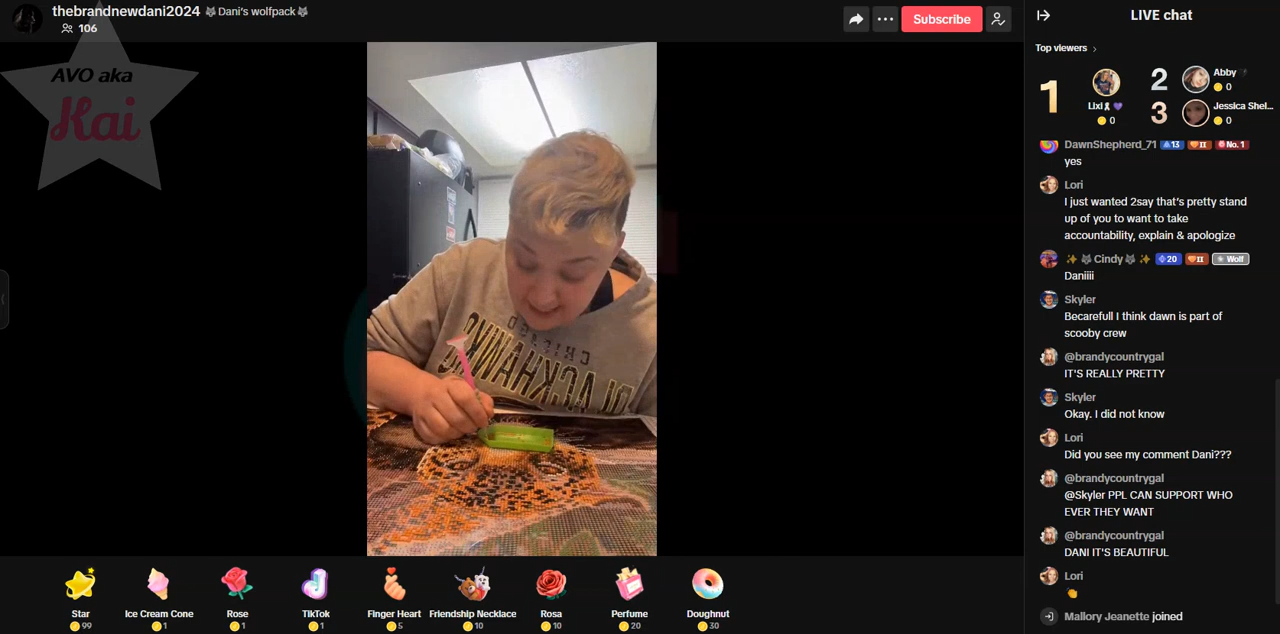 thebrandnewdani2024 🐺Dani's wolfpack🐺
106
Subscribe
AVO aka
Kai
CHICAGO
BLACKHAWKS
LIVE chat
Top viewers >
1
Lixi
0
2
Abby
0
3
Jessica Shel...
0
DawnShepherd_71 13 II No. 1
yes
Lori
I just wanted 2say that's pretty stand
up of you to want to take
accountability, explain & apologize
✨ 🐺 Cindy 🐺 ✨ 20 II Wolf
Daniiii
Skyler
Becarefull I think dawn is part of
scooby crew
@brandycountrygal
IT'S REALLY PRETTY
Skyler
Okay. I did not know
Lori
Did you see my comment Dani???
@brandycountrygal
@Skyler PPL CAN SUPPORT WHO
EVER THEY WANT
@brandycountrygal
DANI IT'S BEAUTIFUL
Lori
👏
Mallory Jeanette joined
Star
99
Ice Cream Cone
1
Rose
1
TikTok
1
Finger Heart
5
Friendship Necklace
10
Rosa
10
Perfume
20
Doughnut
30